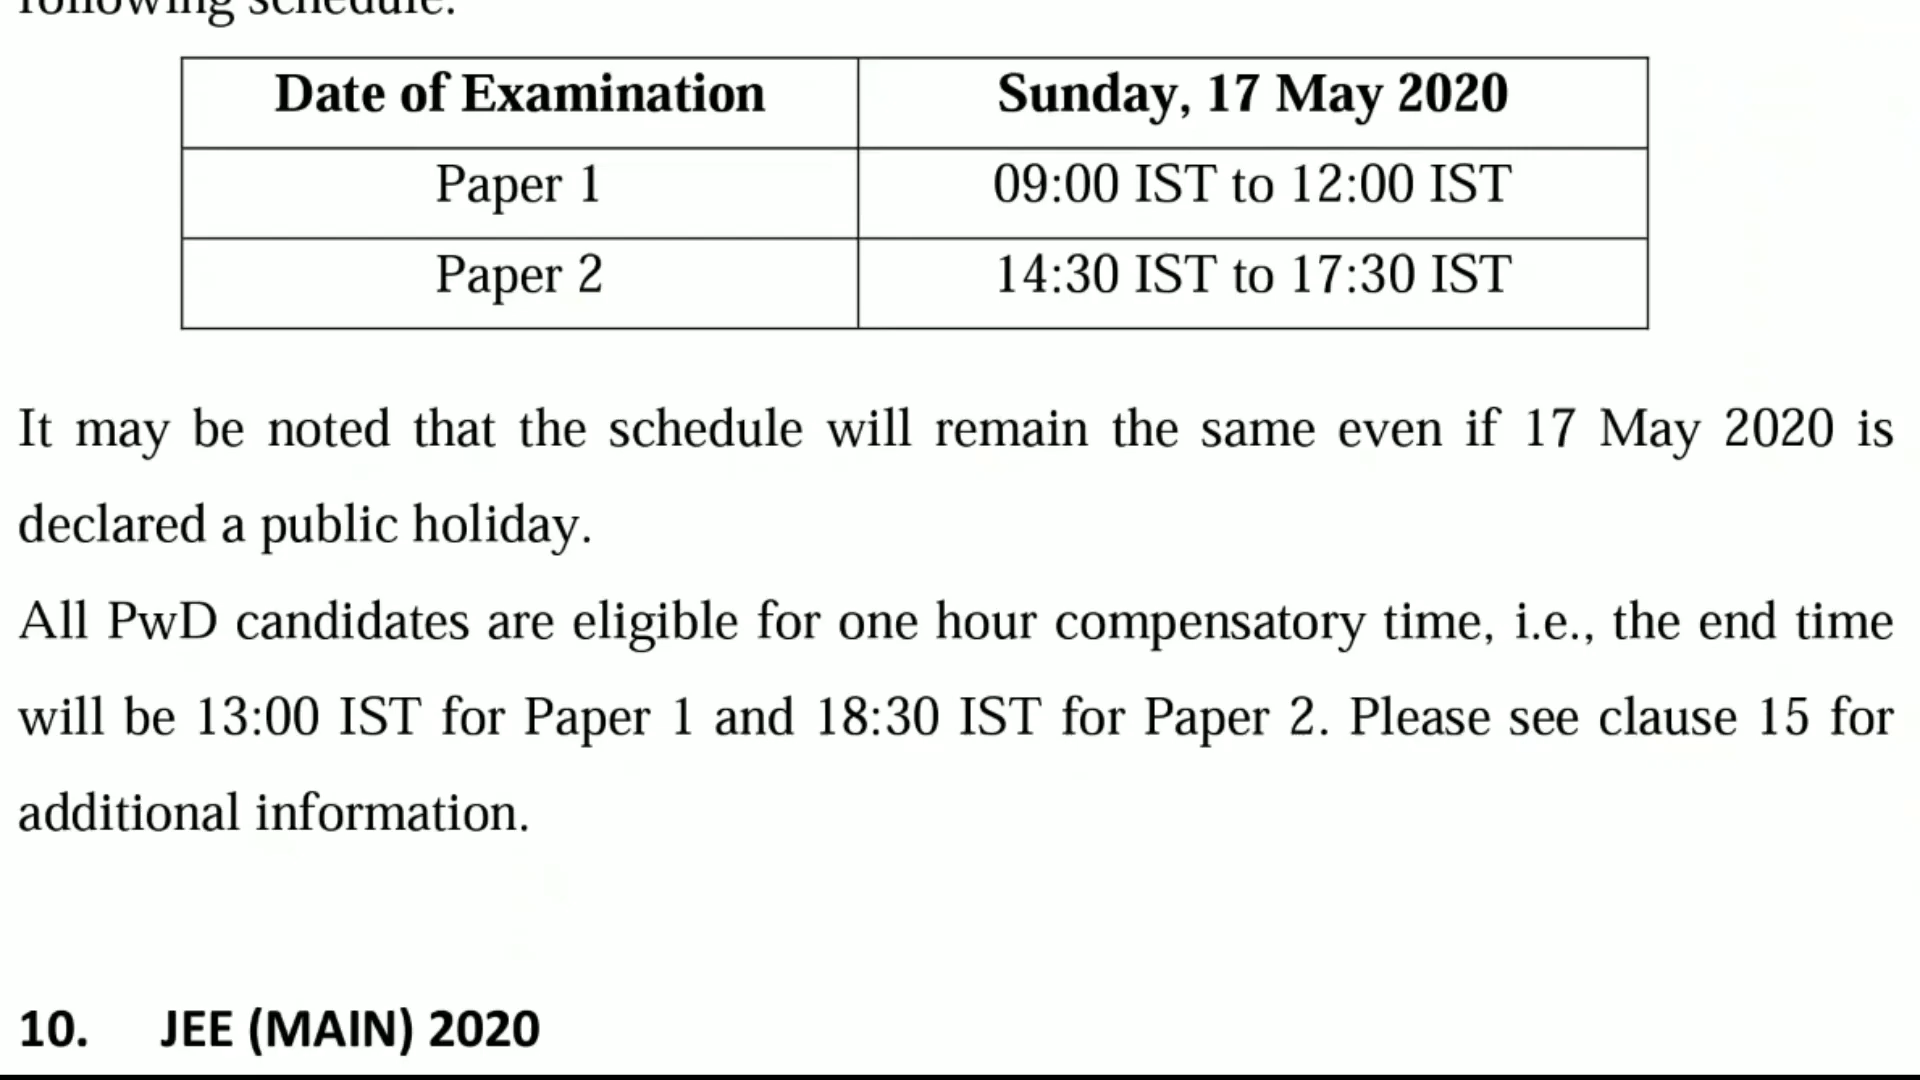 following schedule:
Date of Examination Sunday, 17 May 2020
Paper 1 09:00 IST to 12:00 IST
Paper 2 14:30 IST to 17:30 IST
It may be noted that the schedule will remain the same even if 17 May 2020 is
declared a public holiday.
All PwD candidates are eligible for one hour compensatory time, i.e., the end time
will be 13:00 IST for Paper 1 and 18:30 IST for Paper 2. Please see clause 15 for
additional information.
10. JEE (MAIN) 2020